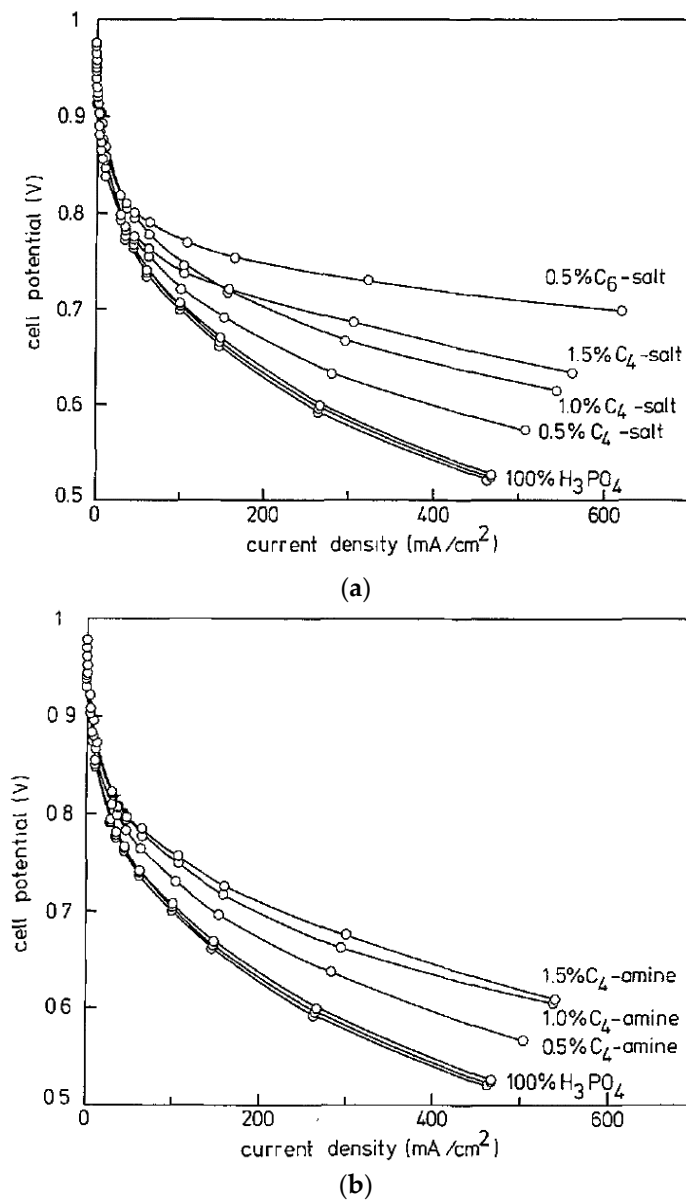 1
0.9
0.8
0.7
0.6
0.5
cell potential (V)
0.5% C6-salt
1.5% C4-salt
1.0% C4-salt
0.5% C4-salt
100% H3PO4
0 200 400 600
current density (mA/cm2)
(a)
1
0.9
0.8
0.7
0.6
0.5
cell potential (V)
1.5% C4-amine
1.0% C4-amine
0.5% C4-amine
100% H3PO4
0 200 400 600
current density (mA/cm2)
(b)